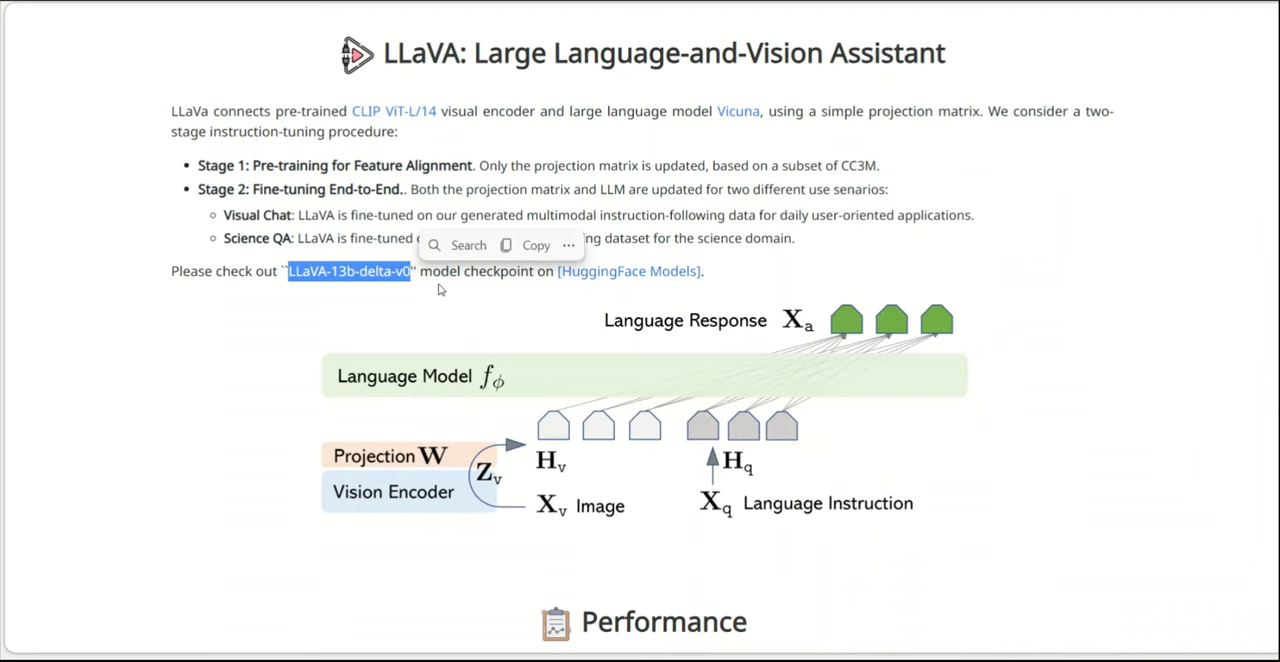 LLaVA: Large Language-and-Vision Assistant
LLaVa connects pre-trained CLIP ViT-L/14 visual encoder and large language model Vicuna, using a simple projection matrix. We consider a two-
stage instruction-tuning procedure:
• Stage 1: Pre-training for Feature Alignment. Only the projection matrix is updated, based on a subset of CC3M.
• Stage 2: Fine-tuning End-to-End.. Both the projection matrix and LLM are updated for two different use senarios:
◦ Visual Chat: LLaVA is fine-tuned on our generated multimodal instruction-following data for daily user-oriented applications.
◦ Science QA: LLaVA is fine-tuned
Search Copy ···
ng dataset for the science domain.
Please check out ``LLaVA-13b-delta-v0'' model checkpoint on [HuggingFace Models].
Language Response Xa
Language Model fϕ
Projection W
Zv
Hv
Hq
Vision Encoder
Xv Image
Xq Language Instruction
Performance